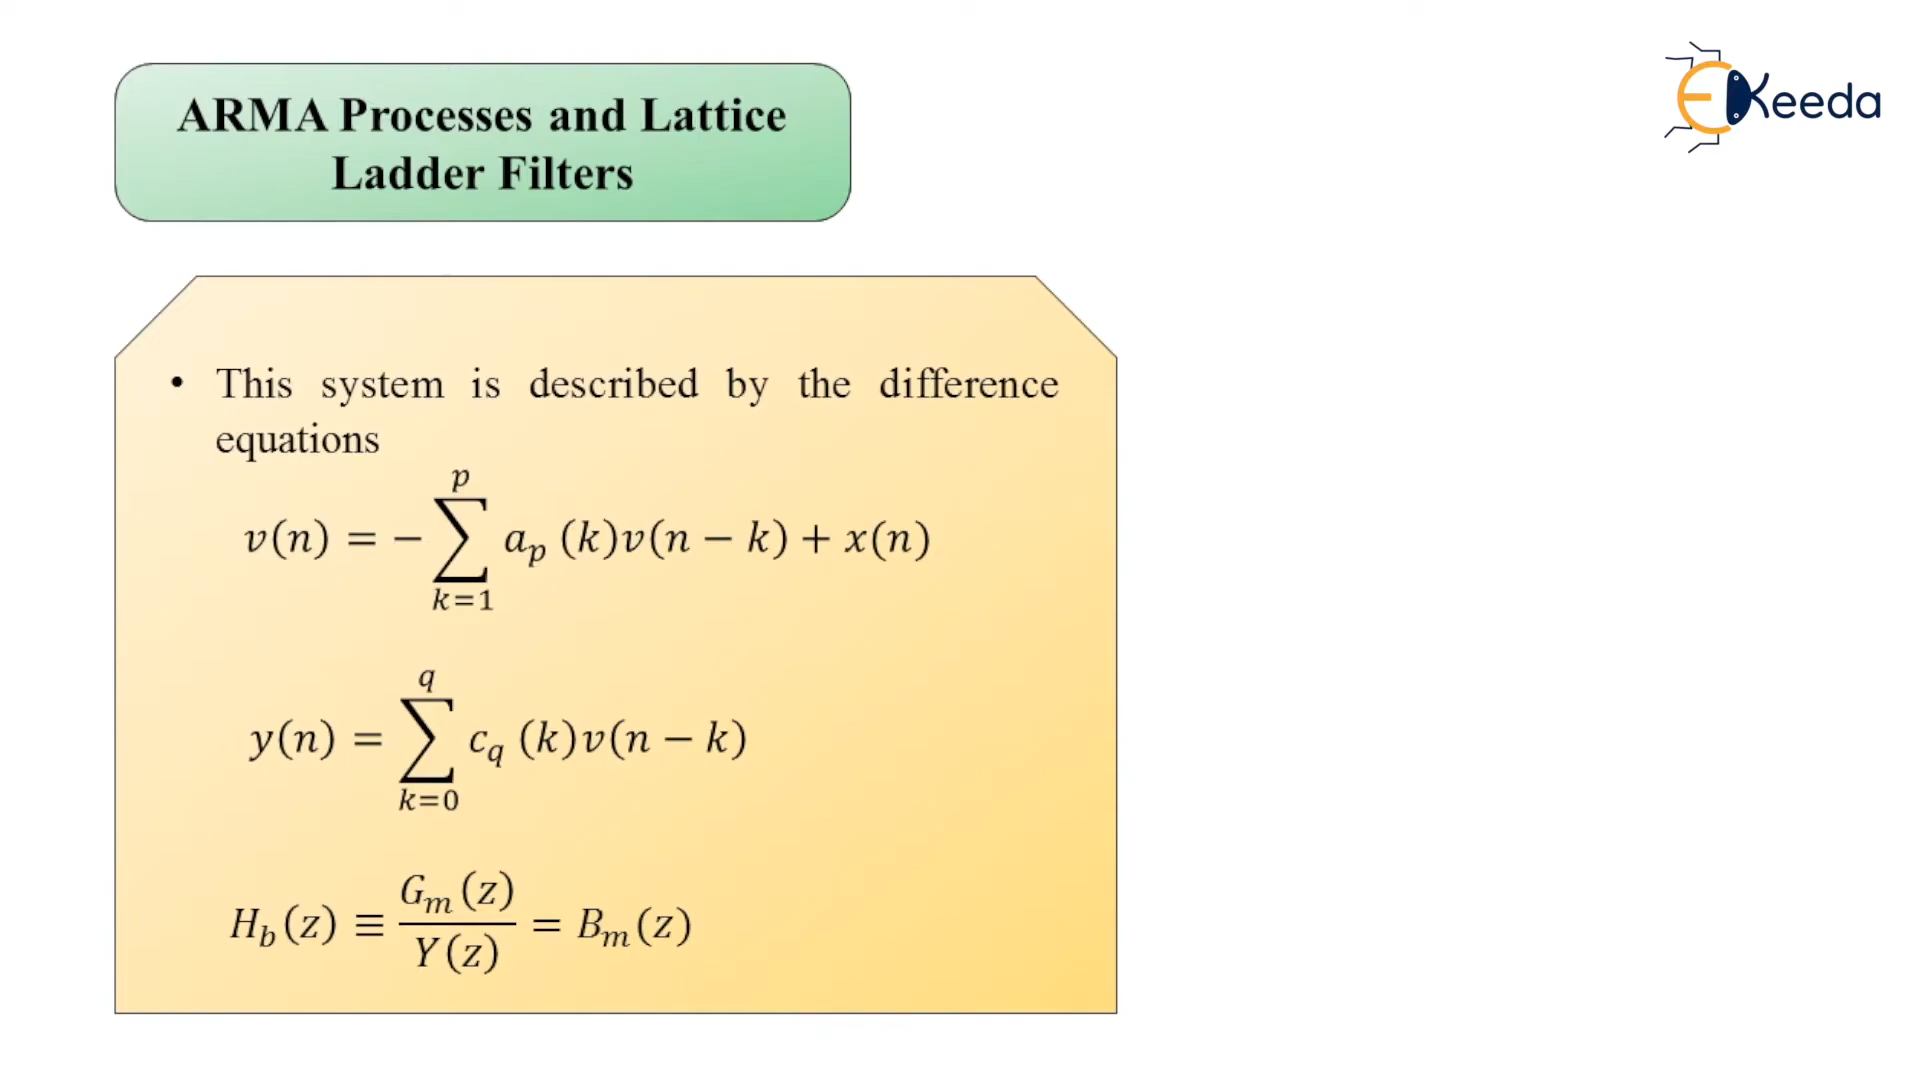 ARMA Processes and Lattice
Ladder Filters
EKeeda
• This system is described by the difference
equations
v(n) = −∑_{k=1}^{p} a_p (k)v(n − k) + x(n)
y(n) = ∑_{k=0}^{q} c_q (k)v(n − k)
H_b(z) ≡ G_m(z)/Y(z) = B_m(z)